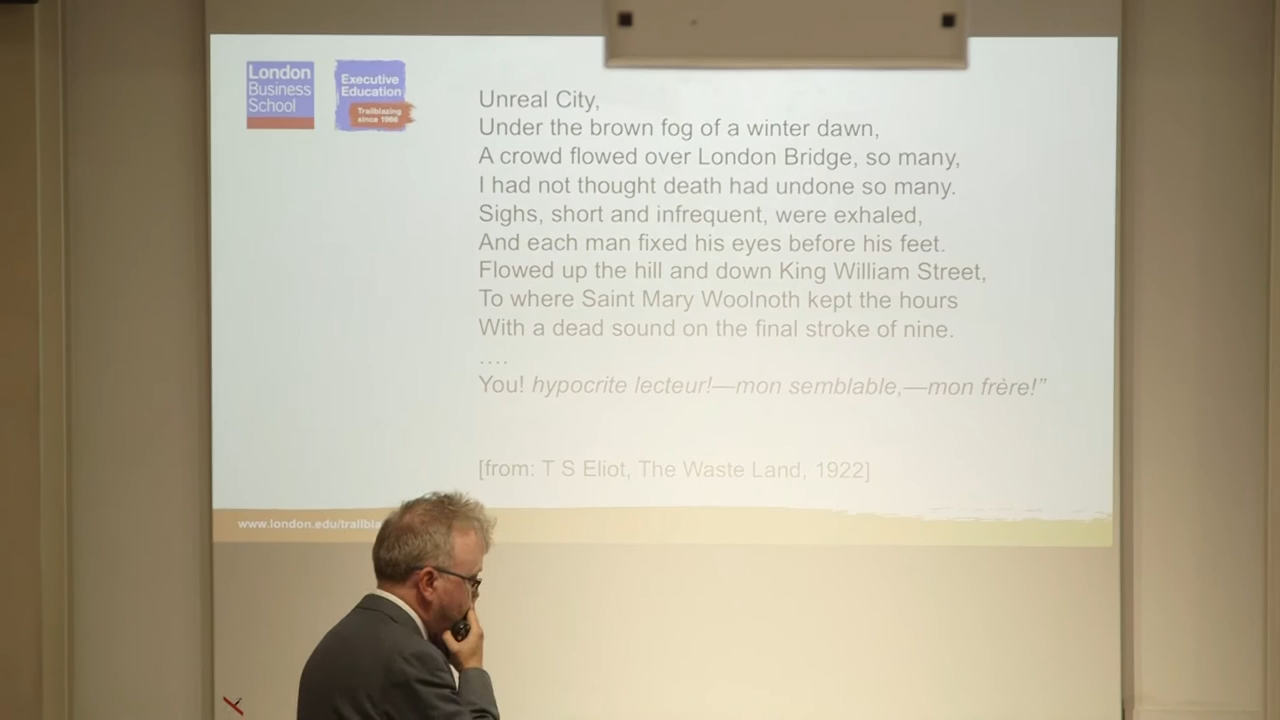 London
Business
School
Executive
Education
Trailblazing
since 1966
Unreal City,
Under the brown fog of a winter dawn,
A crowd flowed over London Bridge, so many,
I had not thought death had undone so many.
Sighs, short and infrequent, were exhaled,
And each man fixed his eyes before his feet.
Flowed up the hill and down King William Street,
To where Saint Mary Woolnoth kept the hours
With a dead sound on the final stroke of nine.
....
You! hypocrite lecteur!—mon semblable,—mon frère!”
[from: T S Eliot, The Waste Land, 1922]
www.london.edu/trailbla